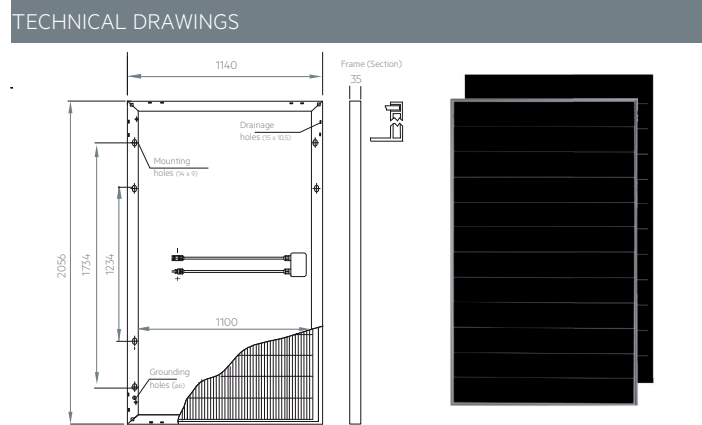 TECHNICAL DRAWINGS
1140
Frame (Section)
35
Drainage
holes (15 x 10,5)
Mounting
holes (14 x 9)
2056
1734
1234
-
+
1100
Grounding
holes (ø6)